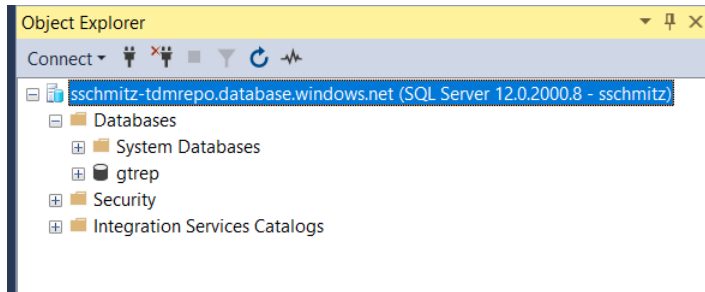 Object Explorer
Connect
sschmitz-tdmrepo.database.windows.net (SQL Server 12.0.2000.8 - sschmitz)
Databases
System Databases
gtrep
Security
Integration Services Catalogs